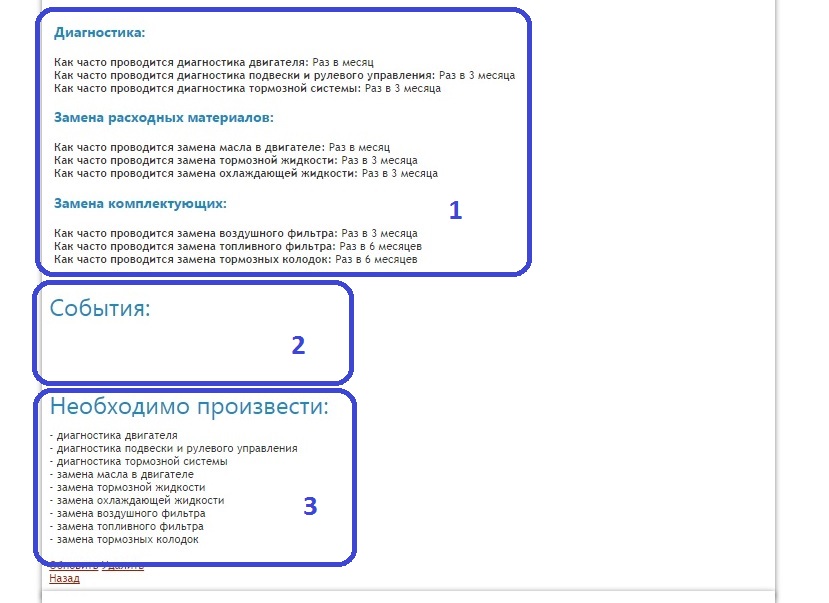 Диагностика:
Как часто проводится диагностика двигателя: Раз в месяц
Как часто проводится диагностика подвески и рулевого управления: Раз в 3 месяца
Как часто проводится диагностика тормозной системы: Раз в 3 месяца
Замена расходных материалов:
Как часто проводится замена масла в двигателе: Раз в месяц
Как часто проводится замена тормозной жидкости: Раз в 3 месяца
Как часто проводится замена охлаждающей жидкости: Раз в 3 месяца
Замена комплектующих:
1
Как часто проводится замена воздушного фильтра: Раз в 3 месяца
Как часто проводится замена топливного фильтра: Раз в 6 месяцев
Как часто проводится замена тормозных колодок: Раз в 6 месяцев
События:
2
Необходимо произвести:
- диагностика двигателя
- диагностика подвески и рулевого управления
- диагностика тормозной системы
- замена масла в двигателе
- замена тормозной жидкости
- замена охлаждающей жидкости
3
- замена воздушного фильтра
- замена топливного фильтра
- замена тормозных колодок
Обновить Удалить
Назад